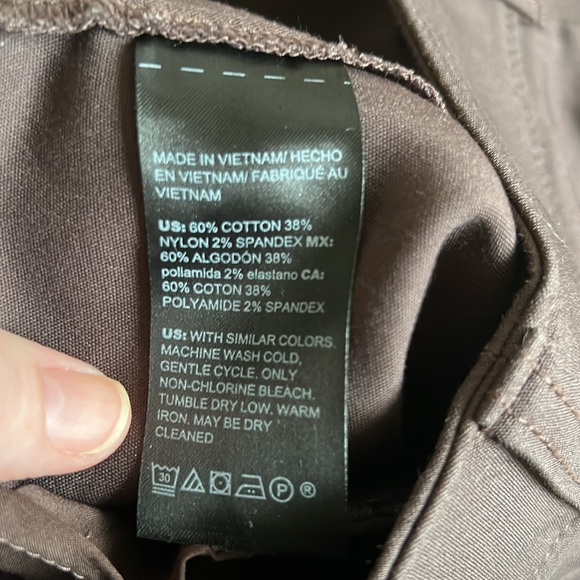 MADE IN VIETNAM/ HECHO
EN VIETNAM/ FABRIQUÉ AU
VIETNAM
US: 60% COTTON 38%
NYLON 2% SPANDEX MX:
60% ALGODÓN 38%
poliamida 2% elastano CA:
60% COTON 38%
POLYAMIDE 2% SPANDEX
US: WITH SIMILAR COLORS.
MACHINE WASH COLD,
GENTLE CYCLE. ONLY
NON-CHLORINE BLEACH.
TUMBLE DRY LOW. WARM
IRON. MAY BE DRY
CLEANED
30 P ®